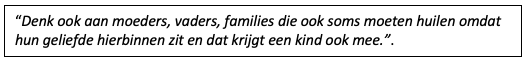 “Denk ook aan moeders, vaders, families die ook soms moeten huilen omdat
hun geliefde hierbinnen zit en dat krijgt een kind ook mee.”.